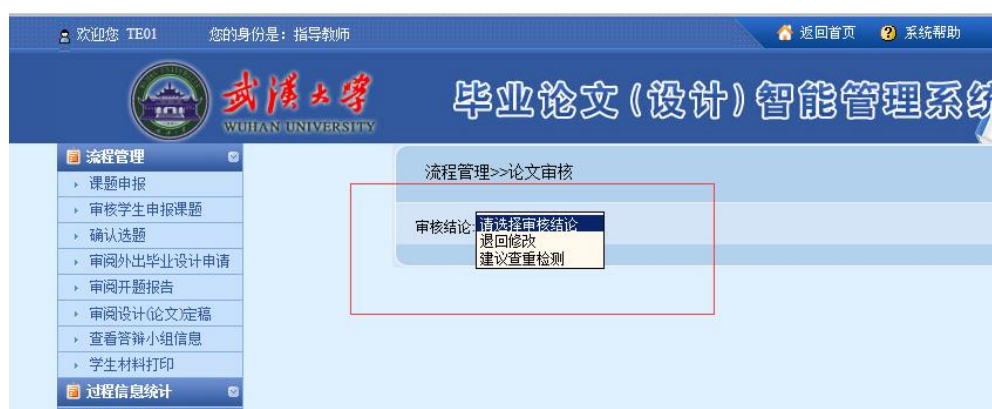 欢迎您 TE01 您的身份是：指导教师 返回首页 系统帮助
武汉大学
WUHAN UNIVERSITY
毕业论文(设计)智能管理系统
流程管理
课题申报
审核学生申报课题
确认选题
审阅外出毕业设计申请
审阅开题报告
审阅设计(论文)定稿
查看答辩小组信息
学生材料打印
过程信息统计
流程管理>>论文审核
审核结论: 请选择审核结论
退回修改
建议查重检测